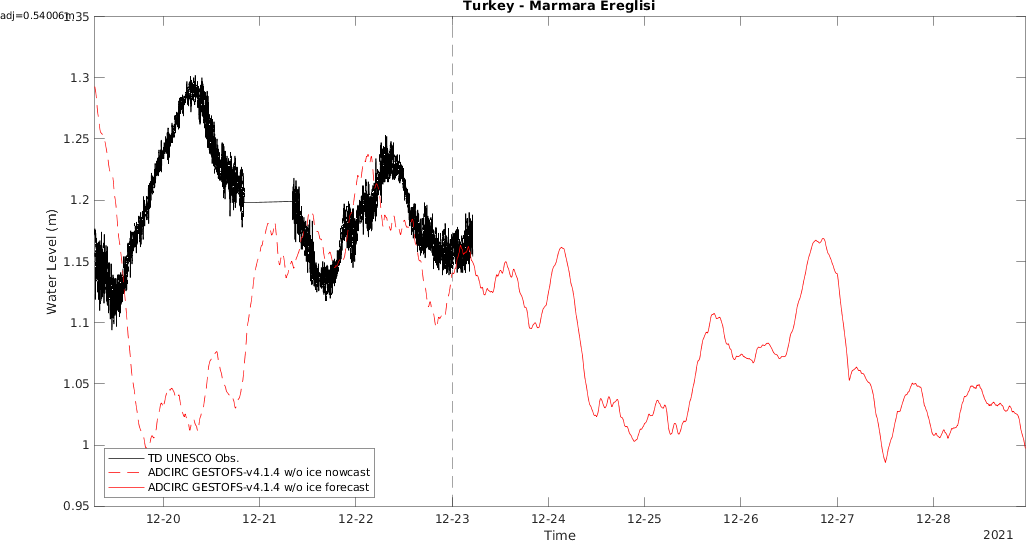 Turkey - Marmara Ereglisi
adj=0.54006m
1.35
1.3
1.25
1.2
1.15
1.1
1.05
1
0.95
Water Level (m)
TD UNESCO Obs.
ADCIRC GESTOFS-v4.1.4 w/o ice nowcast
ADCIRC GESTOFS-v4.1.4 w/o ice forecast
12-20 12-21 12-22 12-23 12-24 12-25 12-26 12-27 12-28
Time
2021